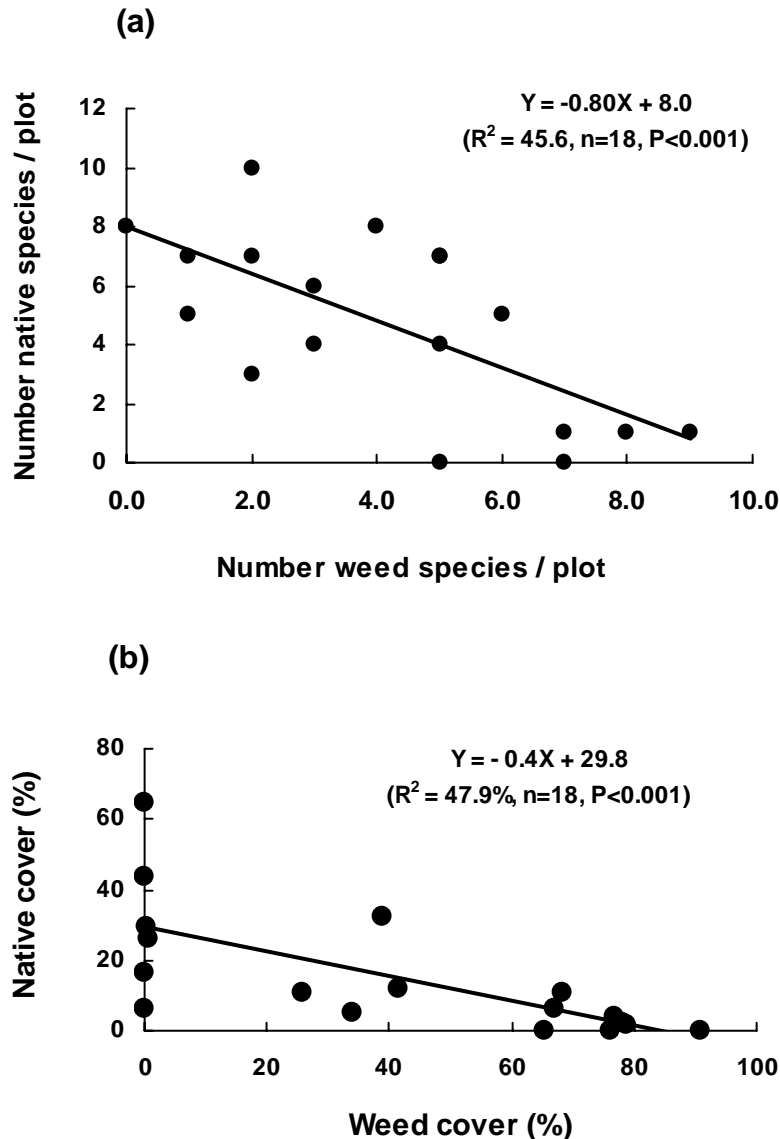 (a)
Y = -0.80X + 8.0
(R² = 45.6, n=18, P<0.001)
12
10
8
6
4
2
0
Number native species / plot
0.0 2.0 4.0 6.0 8.0 10.0
Number weed species / plot
(b)
Y = - 0.4X + 29.8
(R² = 47.9%, n=18, P<0.001)
80
60
40
20
0
Native cover (%)
0 20 40 60 80 100
Weed cover (%)